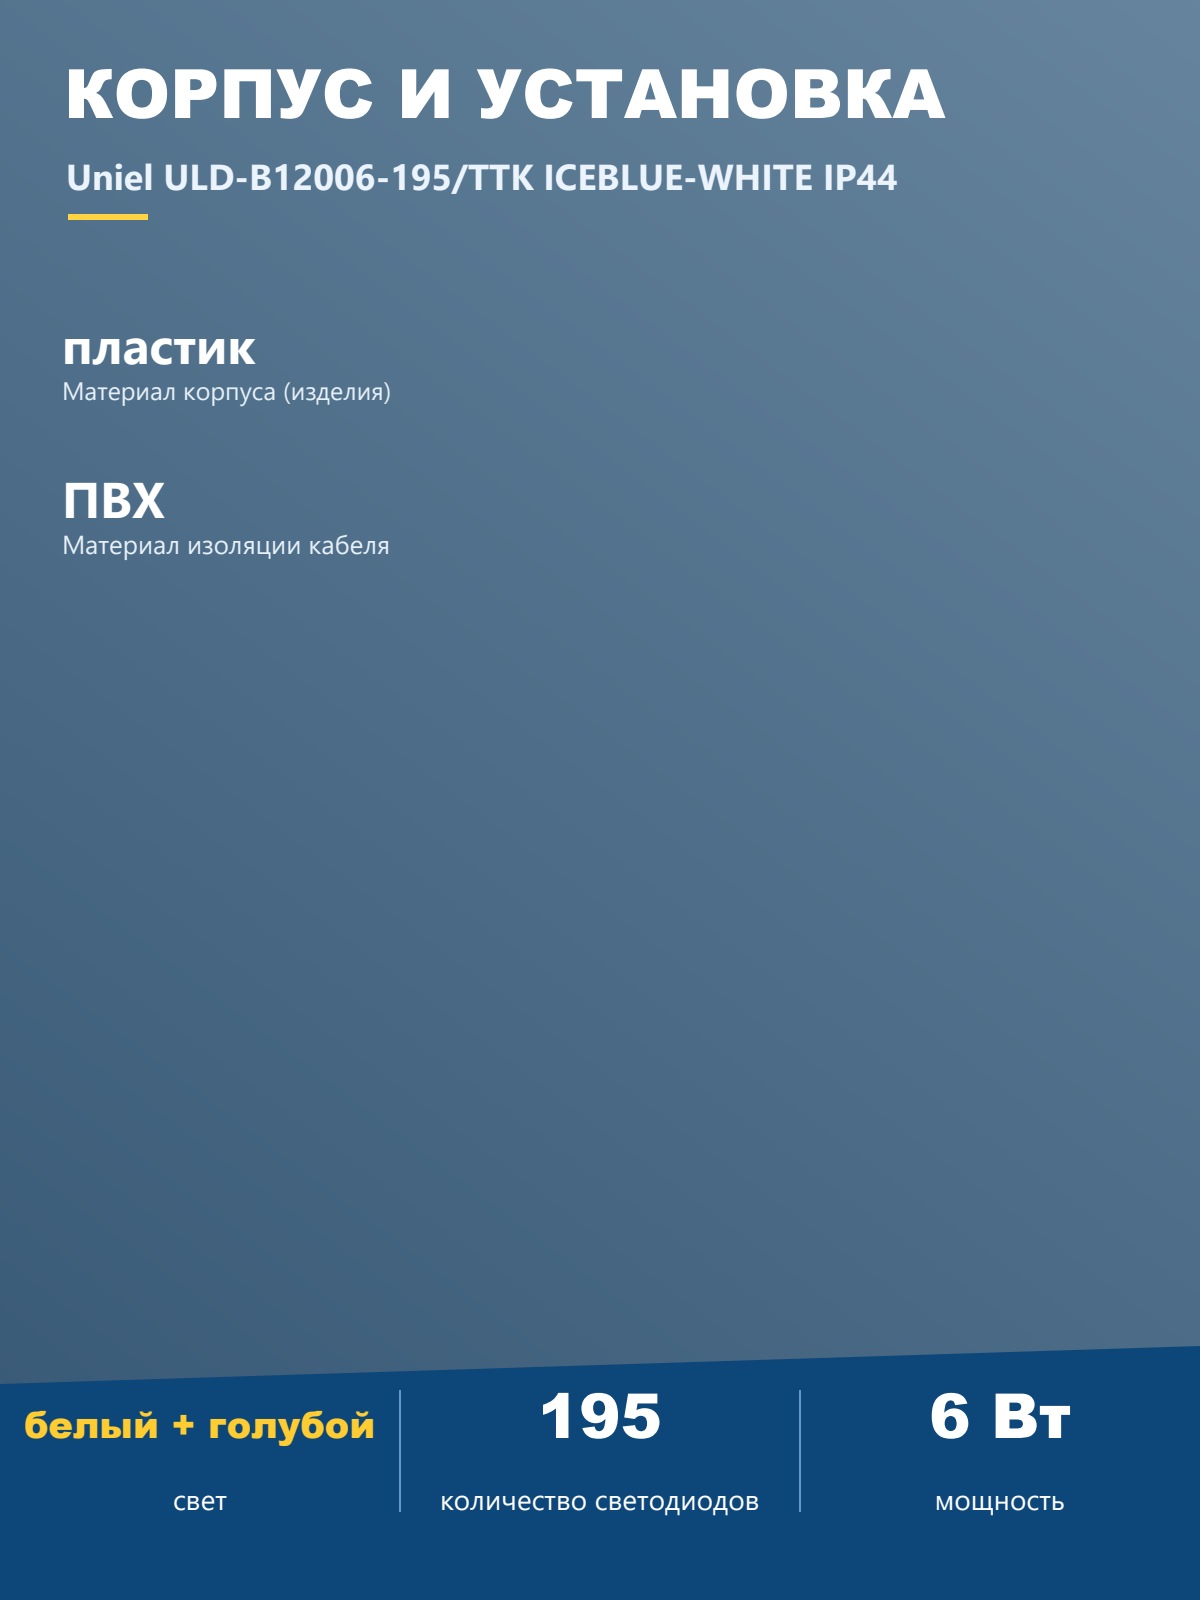 КОРПУС И УСТАНОВКА
Uniel ULD-B12006-195/TTK ICEBLUE-WHITE IP44
пластик
Материал корпуса (изделия)
ПВХ
Материал изоляции кабеля
белый + голубой
свет
195
количество светодиодов
6 Вт
мощность